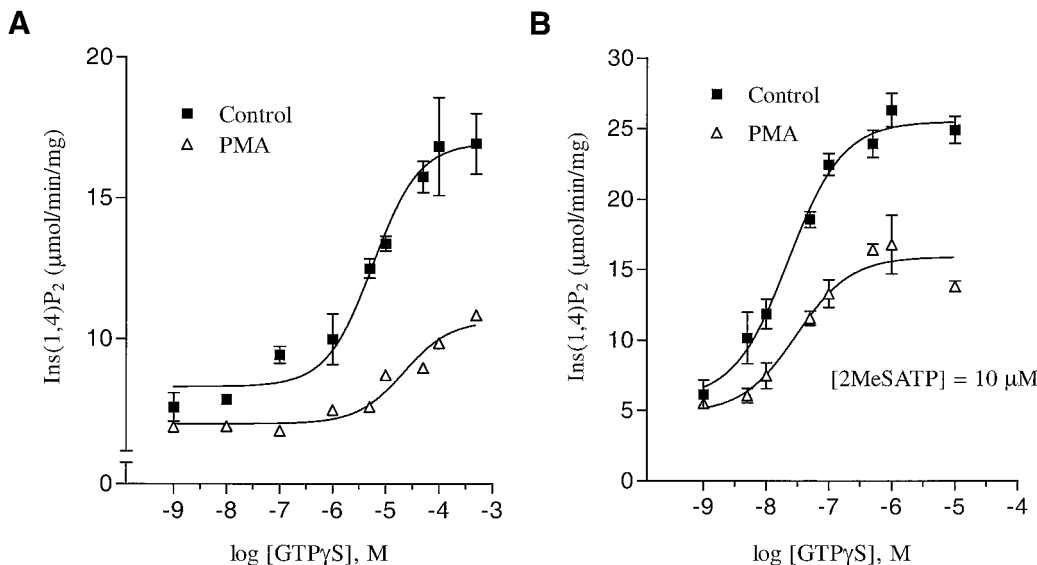 A
20
15
10
0
Ins(1,4)P₂ (μmol/min/mg)
Control
PMA
-9 -8 -7 -6 -5 -4 -3
log [GTPγS], M
B
30
25
20
15
10
5
0
Ins(1,4)P₂ (μmol/min/mg)
Control
PMA
[2MeSATP] = 10 μM
-9 -8 -7 -6 -5 -4
log [GTPγS], M